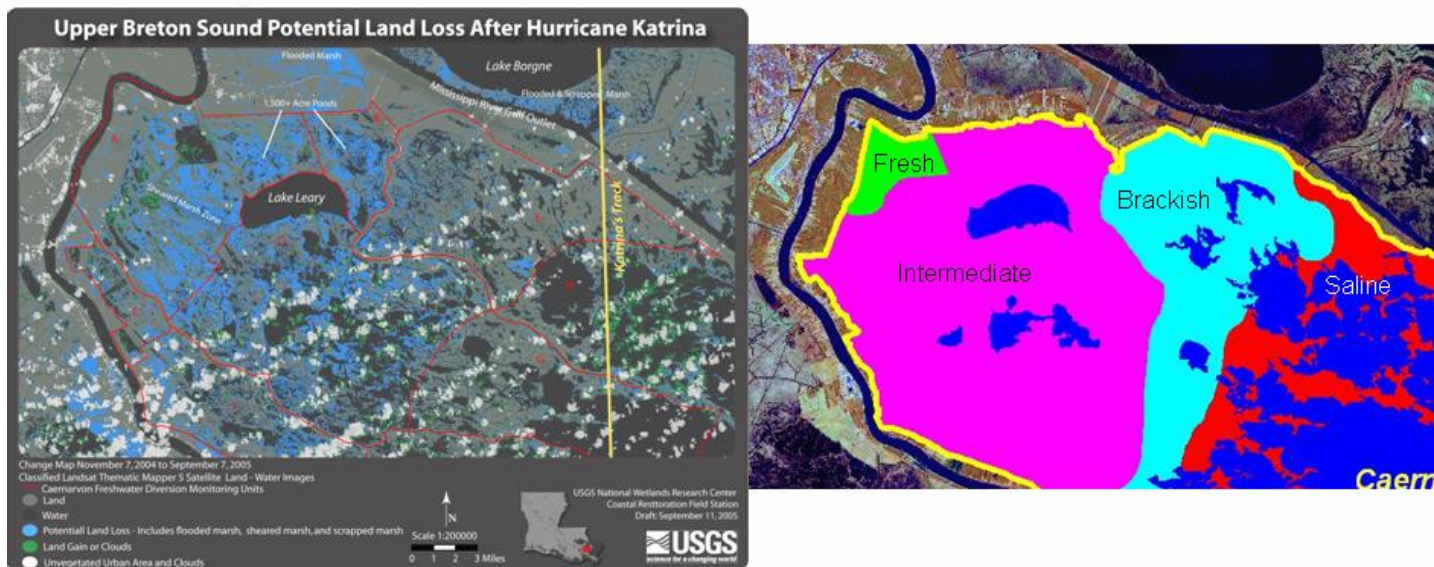 Upper Breton Sound Potential Land Loss After Hurricane Katrina
Flooded Marsh
Lake Borgne
Mississippi River Gulf Outlet
Flooded & Scrapped Marsh
1,500+ Acre Ponds
Sheared Marsh Zone
Lake Leary
Katrina's Track
Change Map November 7, 2004 to September 7, 2005
Classified Landsat Thematic Mapper 5 Satellite Land - Water Images
Caernarvon Freshwater Diversion Monitoring Units
Land
Water
Potentiall Land Loss - Includes flooded marsh, sheared marsh, and scrapped marsh
Land Gain or Clouds
Unvegetated Urban Area and Clouds
N
Scale 1:200000
0 1 2 3 Miles
USGS National Wetlands Research Center
Coastal Resttoration Field Station
Draft: September 11, 2005
USGS
science for a changing world
Fresh
Intermediate
Brackish
Saline
Caern